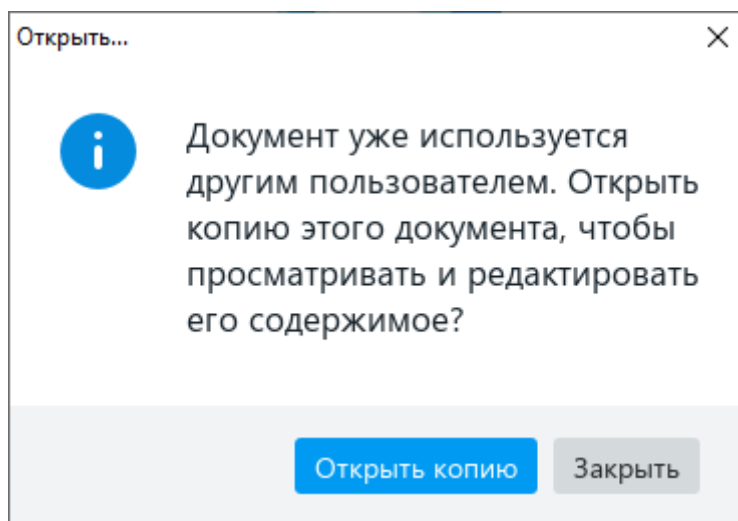 Открыть...
Документ уже используется
другим пользователем. Открыть
копию этого документа, чтобы
просматривать и редактировать
его содержимое?
Открыть копию
Закрыть